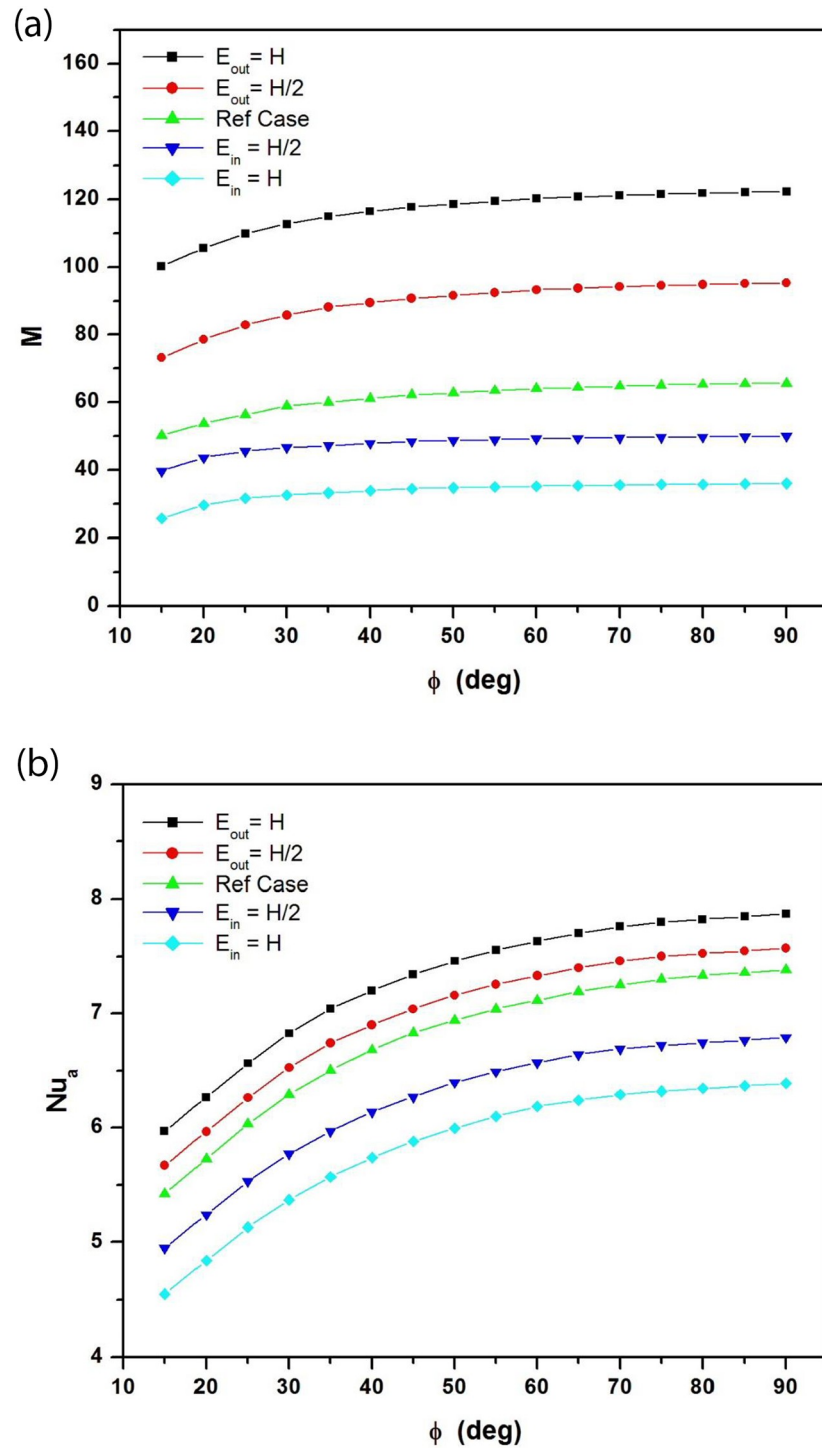 (a)
E_out = H
E_out = H/2
Ref Case
E_in = H/2
E_in = H
160
140
120
100
80
60
40
20
0
M
10 20 30 40 50 60 70 80 90
ϕ (deg)
(b)
E_out = H
E_out = H/2
Ref Case
E_in = H/2
E_in = H
9
8
7
6
5
4
Nu_a
10 20 30 40 50 60 70 80 90
ϕ (deg)